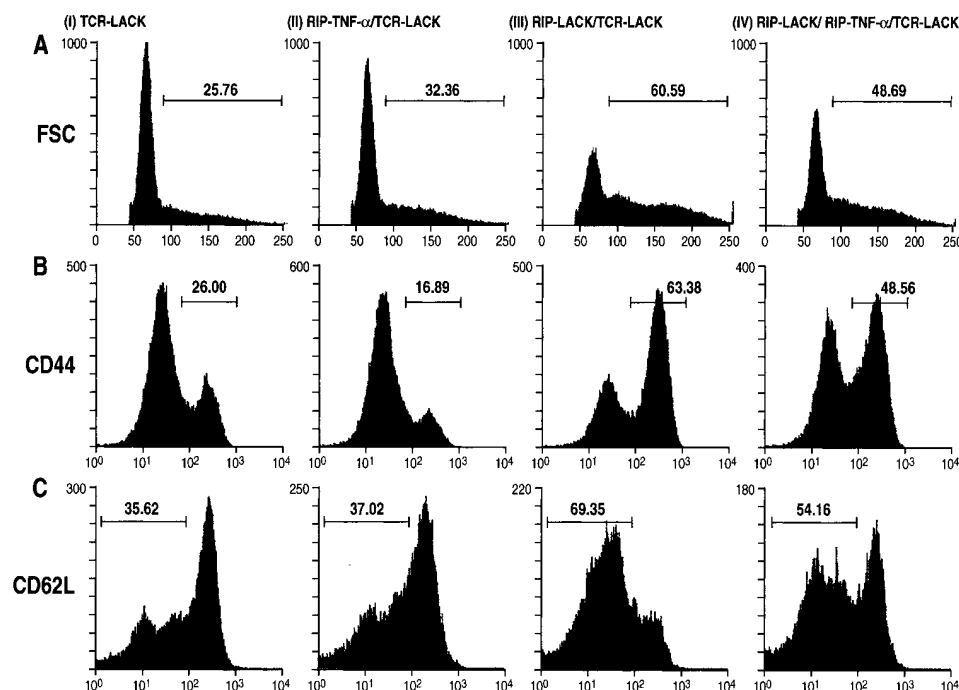 (i) TCR-LACK (ii) RIP-TNF-α/TCR-LACK (iii) RIP-LACK/TCR-LACK (iv) RIP-LACK/ RIP-TNF-α/TCR-LACK
A
FSC
1000 1000 1000 1000
25.76 32.36 60.59 48.69
0 50 100 150 200 250 0 50 100 150 200 250 0 50 100 150 200 250 0 50 100 150 200 250
B
CD44
500 600 500 400
26.00 16.89 63.38 48.56
10⁰ 10¹ 10² 10³ 10⁴ 10⁰ 10¹ 10² 10³ 10⁴ 10⁰ 10¹ 10² 10³ 10⁴ 10⁰ 10¹ 10² 10³ 10⁴
C
CD62L
300 250 220 180
35.62 37.02 69.35 54.16
10⁰ 10¹ 10² 10³ 10⁴ 10⁰ 10¹ 10² 10³ 10⁴ 10⁰ 10¹ 10² 10³ 10⁴ 10⁰ 10¹ 10² 10³ 10⁴